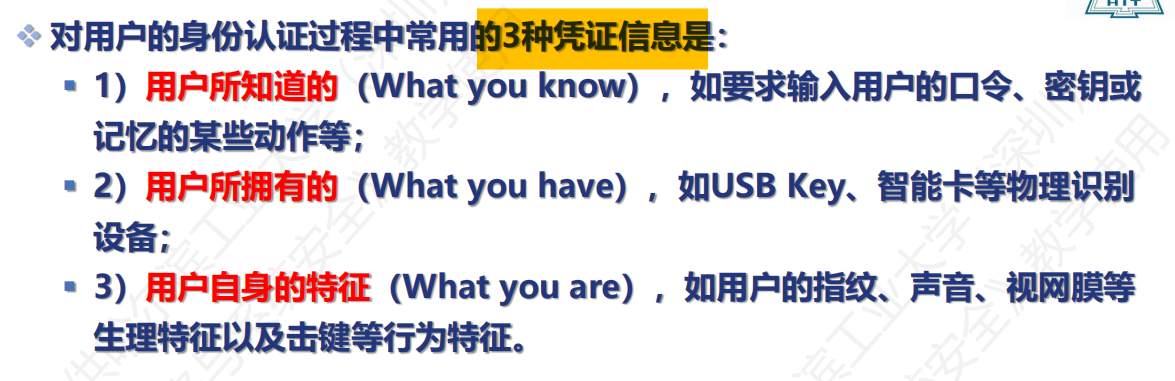 对用户的身份认证过程中常用的3种凭证信息是：
1）用户所知道的（What you know），如要求输入用户的口令、密钥或
记忆的某些动作等；
2）用户所拥有的（What you have），如USB Key、智能卡等物理识别
设备；
3）用户自身的特征（What you are），如用户的指纹、声音、视网膜等
生理特征以及击键等行为特征。